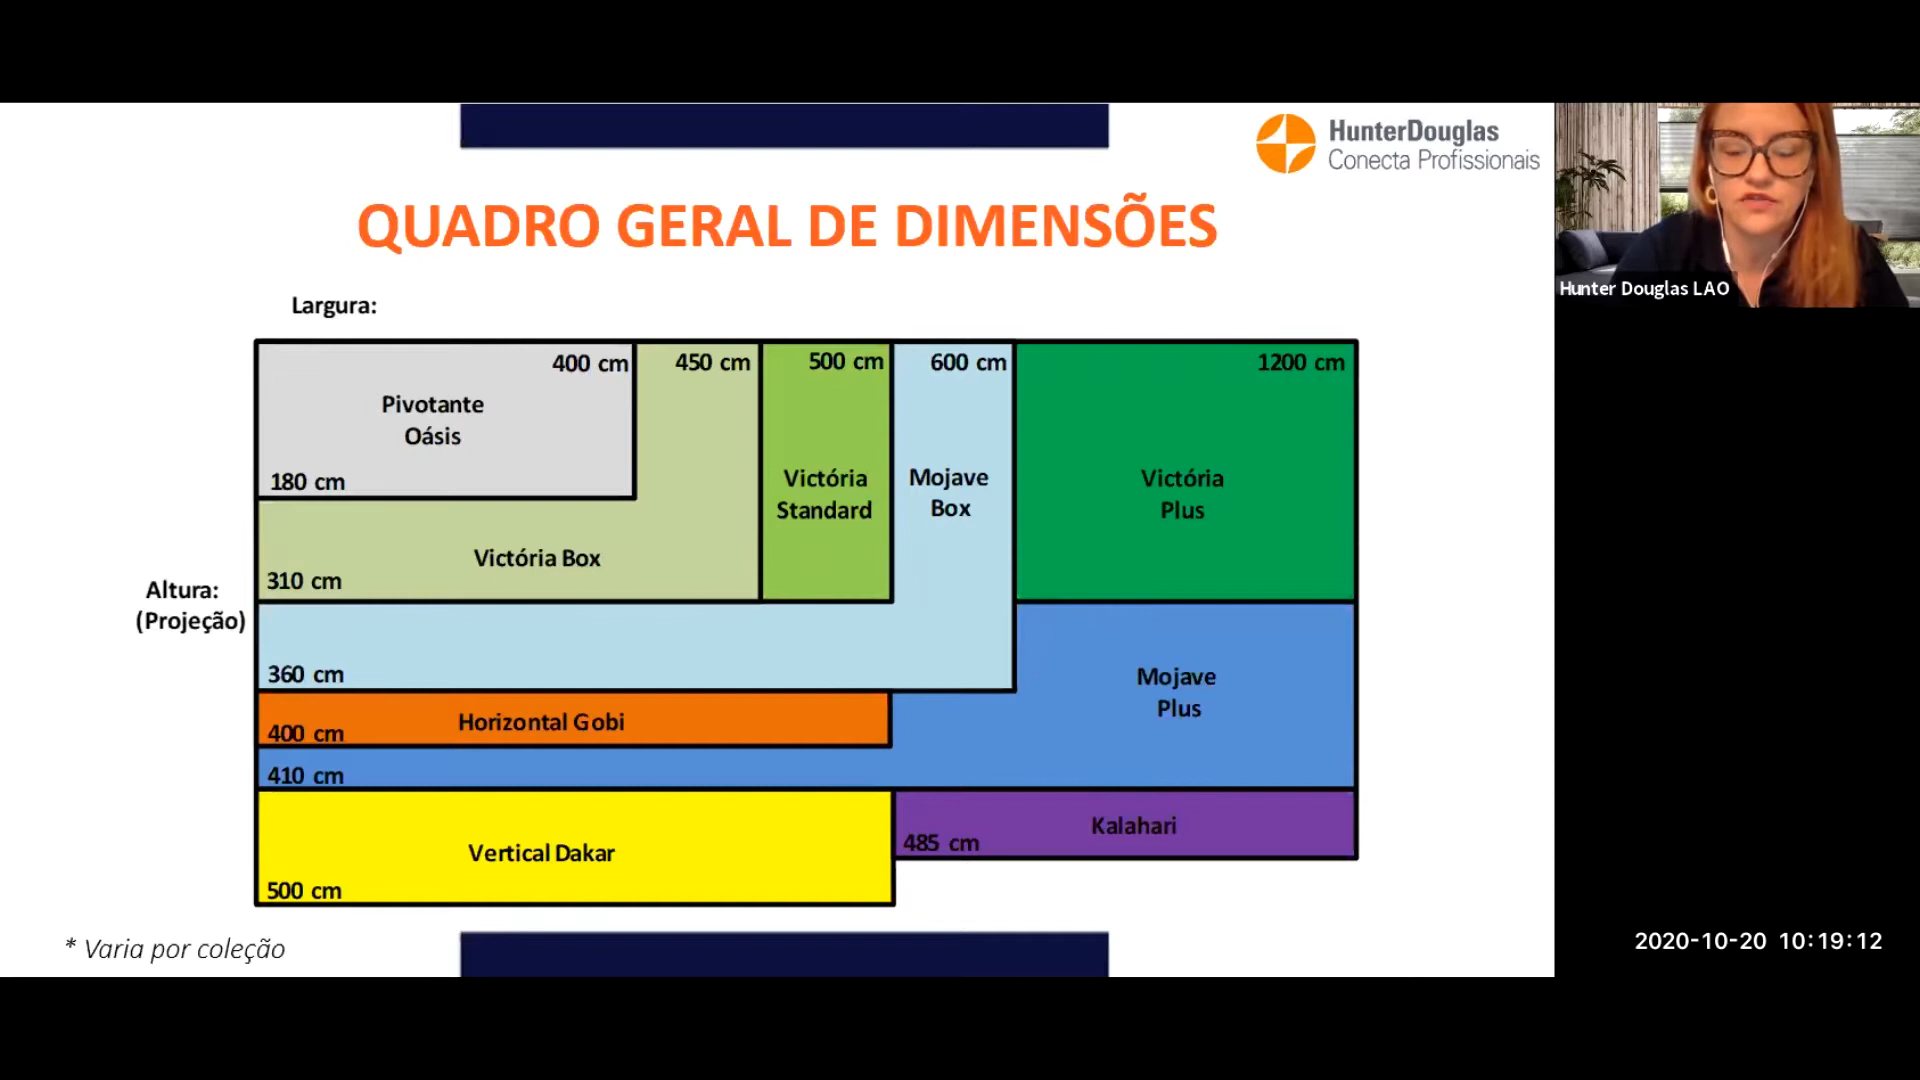 HunterDouglas
Conecta Profissionais
Hunter Douglas LAO
QUADRO GERAL DE DIMENSÕES
Largura:
400 cm
450 cm
500 cm
600 cm
1200 cm
Pivotante
Oásis
180 cm
Victória
Standard
Mojave
Box
Victória
Plus
Victória Box
310 cm
Altura:
(Projeção)
360 cm
Mojave
Plus
Horizontal Gobi
400 cm
410 cm
Kalahari
485 cm
Vertical Dakar
500 cm
* Varia por coleção
2020-10-20 10:19:12